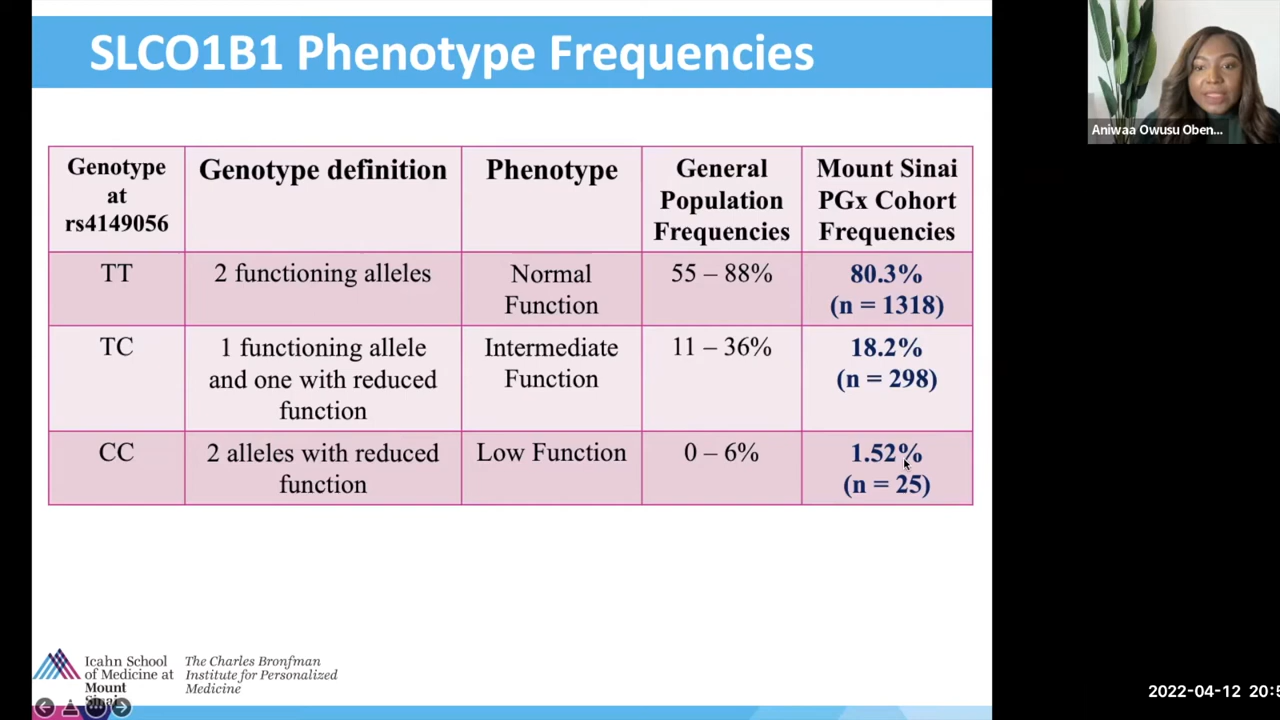 SLCO1B1 Phenotype Frequencies
Aniwaa Owusu Oben...
Genotype
at
rs4149056
Genotype definition
Phenotype
General
Population
Frequencies
Mount Sinai
PGx Cohort
Frequencies
TT
2 functioning alleles
Normal
Function
55 – 88%
80.3%
(n = 1318)
TC
1 functioning allele
and one with reduced
function
Intermediate
Function
11 – 36%
18.2%
(n = 298)
CC
2 alleles with reduced
function
Low Function
0 – 6%
1.52%
(n = 25)
Icahn School
of Medicine at
Mount
Sinai
The Charles Bronfman
Institute for Personalized
Medicine
2022-04-12 20:5